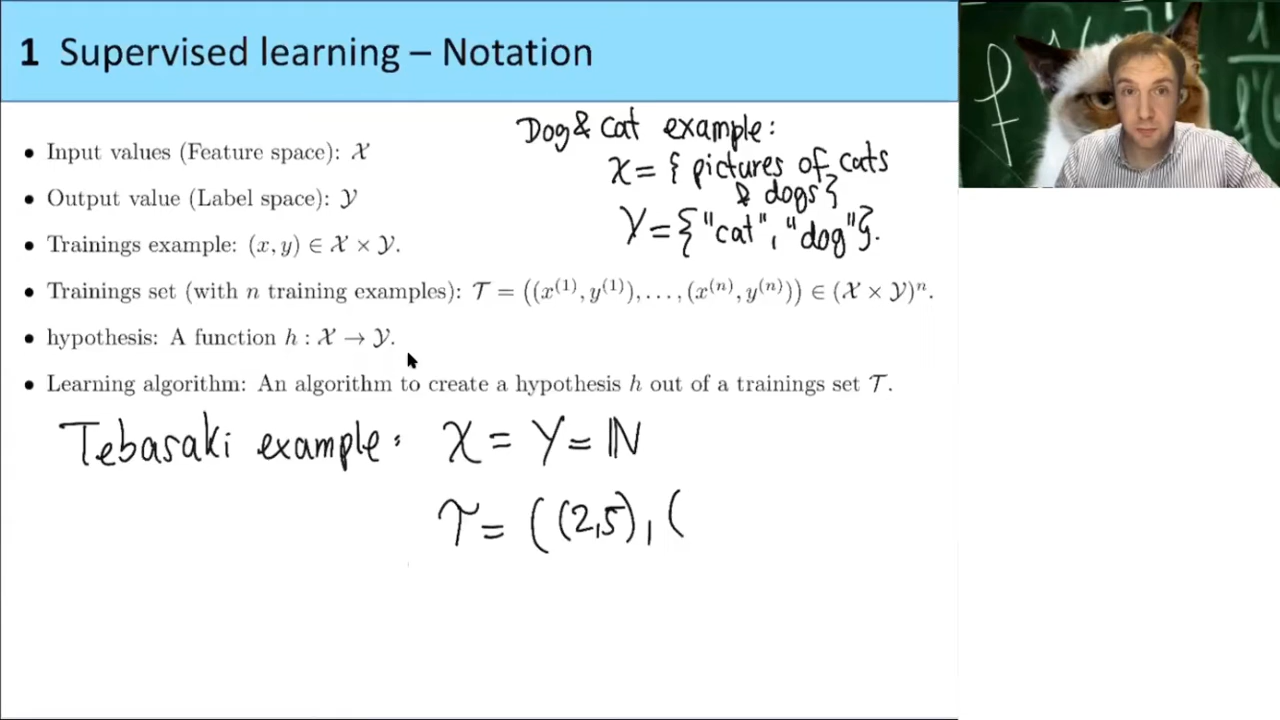 1 Supervised learning – Notation
Dog & Cat example:
X = { pictures of cats
& dogs }
Y = {"cat", "dog"}.
• Input values (Feature space): 𝒳
• Output value (Label space): 𝒴
• Trainings example: (x, y) ∈ 𝒳 × 𝒴.
• Trainings set (with n training examples): 𝒯 = ((x⁽¹⁾, y⁽¹⁾), . . . , (x⁽ⁿ⁾, y⁽ⁿ⁾)) ∈ (𝒳 × 𝒴)ⁿ.
• hypothesis: A function h : 𝒳 → 𝒴.
• Learning algorithm: An algorithm to create a hypothesis h out of a trainings set 𝒯.
Tebasaki example: X = Y = ℕ
𝒯 = ( (2,5), (